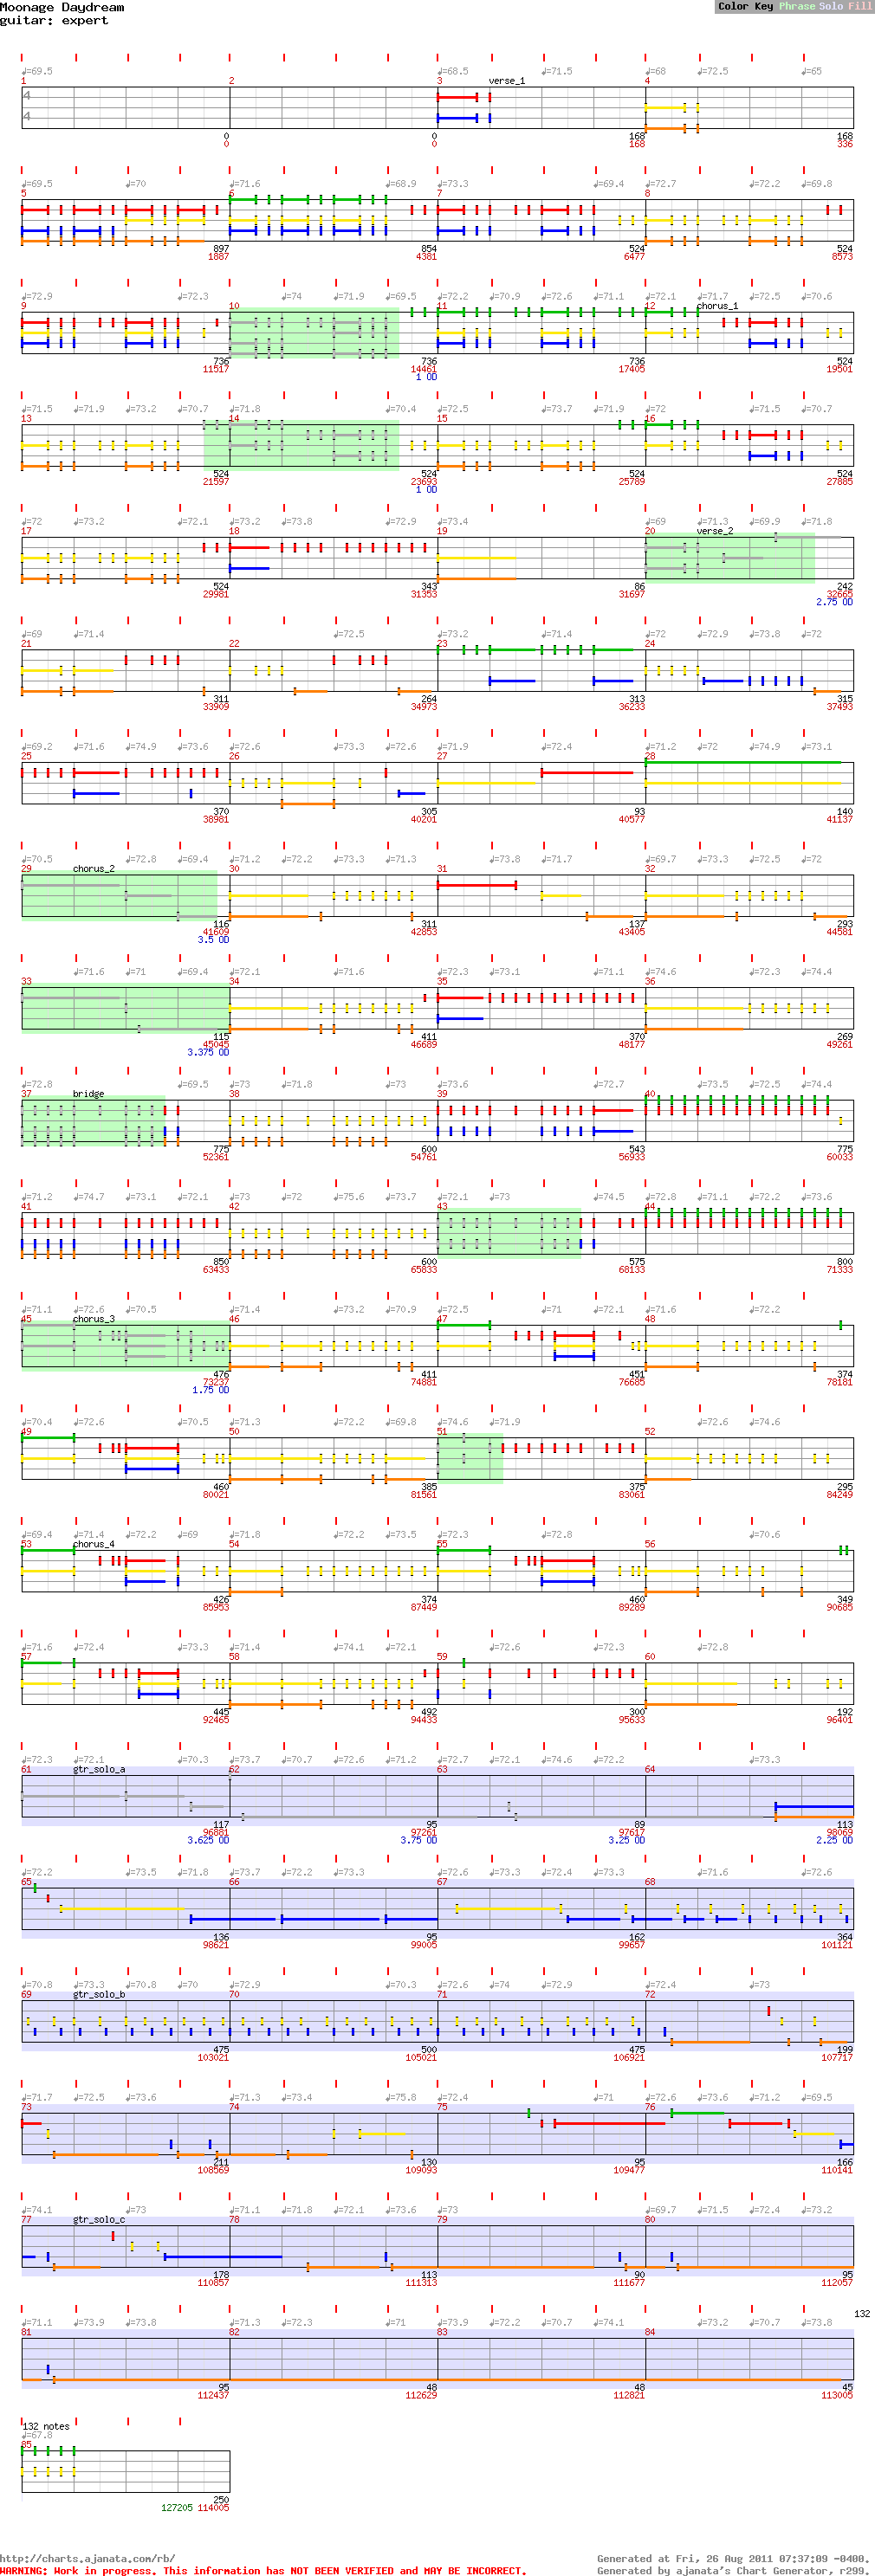 Moonage Daydream
guitar: expert
Color Key Phrase Solo Fill
♩=69.5 ♩=68.5 ♩=71.5 ♩=68 ♩=72.5 ♩=65
1 2 3 verse_1 4
4
4
0 0 168 168
0 0 168 336
♩=69.5 ♩=70 ♩=71.6 ♩=68.9 ♩=73.3 ♩=69.4 ♩=72.7 ♩=72.2 ♩=69.8
5 6 7 8
897 854 524 524
1887 4381 6477 8573
♩=72.9 ♩=72.3 ♩=74 ♩=71.9 ♩=69.5 ♩=72.2 ♩=70.9 ♩=72.6 ♩=71.1 ♩=72.1 ♩=71.7 ♩=72.5 ♩=70.6
9 10 11 12 chorus_1
736 736 736 524
11517 14461 17405 19501
1 OD
♩=71.5 ♩=71.9 ♩=73.2 ♩=70.7 ♩=71.8 ♩=70.4 ♩=72.5 ♩=73.7 ♩=71.9 ♩=72 ♩=71.5 ♩=70.7
13 14 15 16
524 524 524 524
21597 23693 25789 27885
1 OD
♩=72 ♩=73.2 ♩=72.1 ♩=73.2 ♩=73.8 ♩=72.9 ♩=73.4 ♩=69 ♩=71.3 ♩=69.9 ♩=71.8
17 18 19 20 verse_2
524 343 86 242
29981 31353 31697 32665
2.75 OD
♩=69 ♩=71.4 ♩=72.5 ♩=73.2 ♩=71.4 ♩=72 ♩=72.9 ♩=73.8 ♩=72
21 22 23 24
311 264 313 315
33909 34973 36233 37493
♩=69.2 ♩=71.6 ♩=74.9 ♩=73.6 ♩=72.6 ♩=73.3 ♩=72.6 ♩=71.9 ♩=72.4 ♩=71.2 ♩=72 ♩=74.9 ♩=73.1
25 26 27 28
370 305 93 140
38981 40201 40577 41137
♩=70.5 ♩=72.8 ♩=69.4 ♩=71.2 ♩=72.2 ♩=73.3 ♩=71.3 ♩=73.8 ♩=71.7 ♩=69.7 ♩=73.3 ♩=72.5 ♩=72
29 chorus_2 30 31 32
116 311 137 293
41609 42853 43405 44581
3.5 OD
♩=71.6 ♩=71 ♩=69.4 ♩=72.1 ♩=71.6 ♩=72.3 ♩=73.1 ♩=71.1 ♩=74.6 ♩=72.3 ♩=74.4
33 34 35 36
115 411 370 269
45045 46689 48177 49261
3.375 OD
♩=72.8 ♩=69.5 ♩=73 ♩=71.8 ♩=73 ♩=73.6 ♩=72.7 ♩=73.5 ♩=72.5 ♩=74.4
37 bridge 38 39 40
775 600 543 775
52361 54761 56933 60033
♩=71.2 ♩=74.7 ♩=73.1 ♩=72.1 ♩=73 ♩=72 ♩=75.6 ♩=73.7 ♩=72.1 ♩=73 ♩=74.5 ♩=72.8 ♩=71.1 ♩=72.2 ♩=73.6
41 42 43 44
850 600 575 800
63433 65833 68133 71333
♩=71.1 ♩=72.6 ♩=70.5 ♩=71.4 ♩=73.2 ♩=70.9 ♩=72.5 ♩=71 ♩=72.1 ♩=71.6 ♩=72.2
45 chorus_3 46 47 48
476 411 451 374
73237 74881 76685 78181
1.75 OD
♩=70.4 ♩=72.6 ♩=70.5 ♩=71.3 ♩=72.2 ♩=69.8 ♩=74.6 ♩=71.9 ♩=72.6 ♩=74.6
49 50 51 52
460 385 375 295
80021 81561 83061 84249
♩=69.4 ♩=71.4 ♩=72.2 ♩=69 ♩=71.8 ♩=72.2 ♩=73.5 ♩=72.3 ♩=72.8 ♩=70.6
53 chorus_4 54 55 56
426 374 460 349
85953 87449 89289 90685
♩=71.6 ♩=72.4 ♩=73.3 ♩=71.4 ♩=74.1 ♩=72.1 ♩=72.6 ♩=72.3 ♩=72.8
57 58 59 60
445 492 300 192
92465 94433 95633 96401
♩=72.3 ♩=72.1 ♩=70.3 ♩=73.7 ♩=70.7 ♩=72.6 ♩=71.2 ♩=72.7 ♩=72.1 ♩=74.6 ♩=72.2 ♩=73.3
61 gtr_solo_a 62 63 64
117 95 89 113
96881 97261 97617 98069
3.625 OD 3.75 OD 3.25 OD 2.25 OD
♩=72.2 ♩=73.5 ♩=71.8 ♩=73.7 ♩=72.2 ♩=73.3 ♩=72.6 ♩=73.3 ♩=72.4 ♩=73.2 ♩=71.6 ♩=72.6
65 66 67 68
136 95 162 364
98621 99005 99657 101121
♩=70.8 ♩=73.3 ♩=70.8 ♩=70 ♩=72.9 ♩=70.3 ♩=72.6 ♩=74 ♩=72.9 ♩=72.4 ♩=73
69 gtr_solo_b 70 71 72
475 500 475 199
103021 105021 106921 107717
♩=71.7 ♩=72.5 ♩=73.6 ♩=71.3 ♩=73.4 ♩=75.8 ♩=72.4 ♩=71 ♩=72.6 ♩=73.6 ♩=71.2 ♩=69.5
73 74 75 76
211 130 95 166
108569 109093 109477 110141
♩=74.1 ♩=73 ♩=71.1 ♩=71.8 ♩=72.1 ♩=73.6 ♩=73 ♩=69.7 ♩=71.5 ♩=72.4 ♩=73.2
77 gtr_solo_c 78 79 80
178 113 90 95
110857 111313 111677 112057
132
♩=71.1 ♩=73.9 ♩=73.8 ♩=71.3 ♩=72.3 ♩=71 ♩=73.9 ♩=72.2 ♩=70.7 ♩=74.1 ♩=73.2 ♩=70.7 ♩=73.8
81 82 83 84
95 48 48 45
112437 112629 112821 113005
132 notes
♩=67.8
85
250
127205 114005
http://charts.ajanata.com/rb/
Generated at Fri, 26 Aug 2011 07:37:09 -0400.
WARNING: Work in progress. This information has NOT BEEN VERIFIED and MAY BE INCORRECT.
Generated by ajanata's Chart Generator, r299.